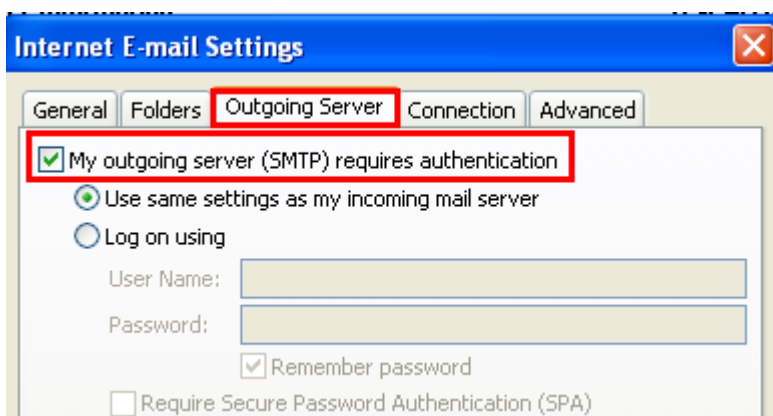 Internet E-mail Settings
General Folders Outgoing Server Connection Advanced
My outgoing server (SMTP) requires authentication
Use same settings as my incoming mail server
Log on using
User Name:
Password:
Remember password
Require Secure Password Authentication (SPA)